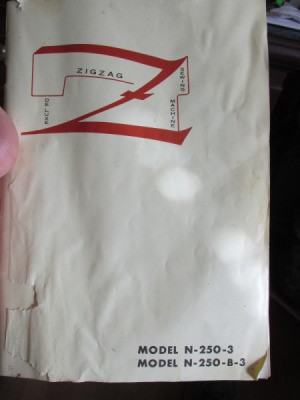 ZIGZAG
SEWING
MACHINE
MODEL N-250-3
MODEL N-250-B-3